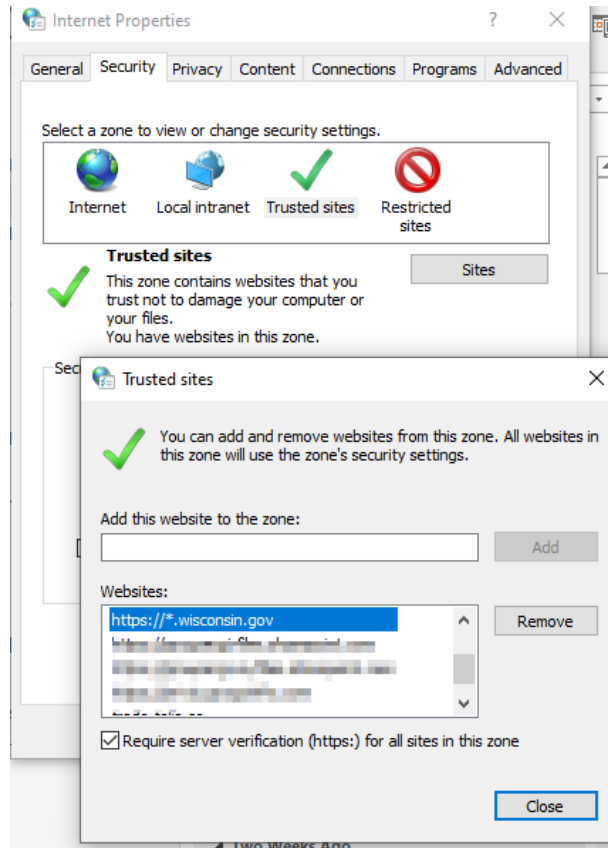 Internet Properties
General Security Privacy Content Connections Programs Advanced
Select a zone to view or change security settings.
Internet Local intranet Trusted sites Restricted
sites
Trusted sites
Sites
This zone contains websites that you
trust not to damage your computer or
your files.
You have websites in this zone.
Sec
Trusted sites
You can add and remove websites from this zone. All websites in
this zone will use the zone's security settings.
Add this website to the zone:
Add
Websites:
https://*.wisconsin.gov
Remove
Require server verification (https:) for all sites in this zone
Close
Two Weeks Ago